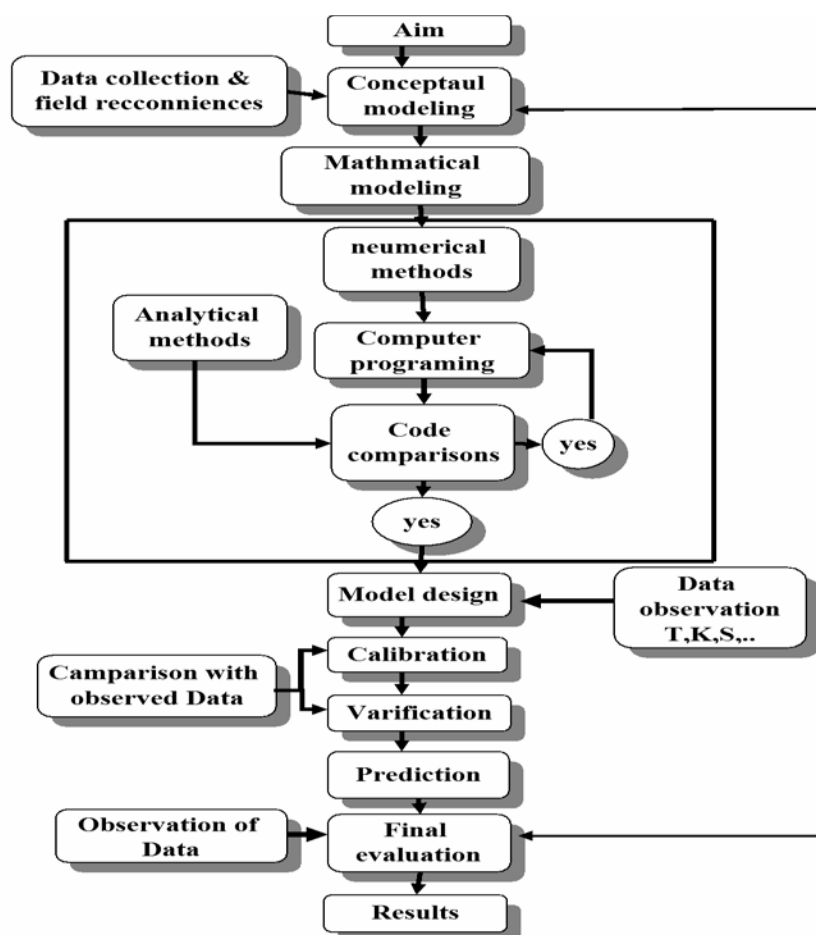 Aim
Data collection &
field recconniences
Conceptaul
modeling
Mathmatical
modeling
neumerical
methods
Analytical
methods
Computer
programing
Code
comparisons
yes
yes
Model design
Data
observation
T,K,S,..
Calibration
Camparison with
observed Data
Varification
Prediction
Observation of
Data
Final
evaluation
Results